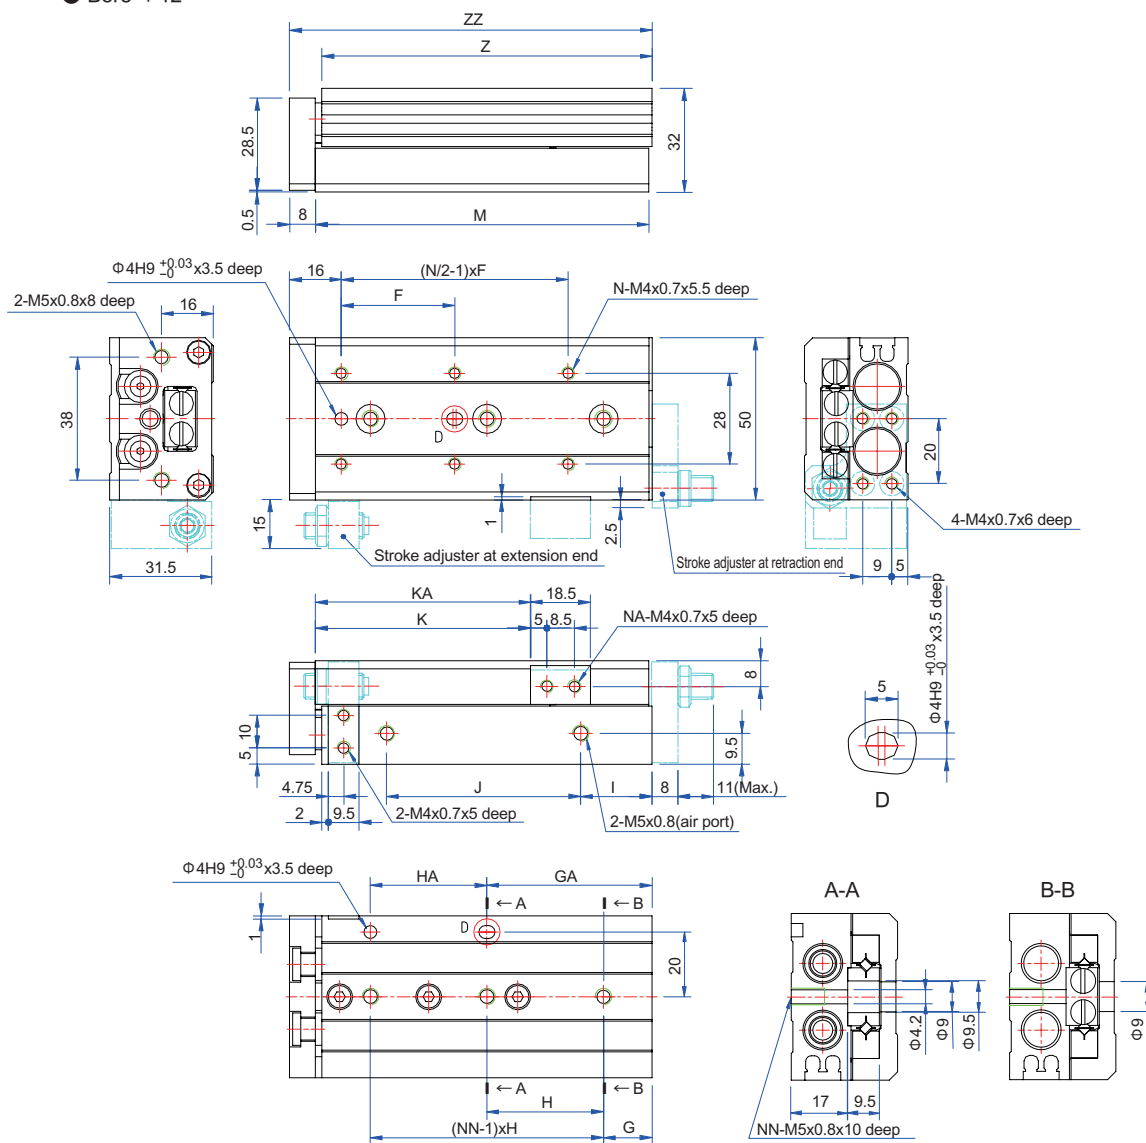 ZZ
Z
28.5
32
0.5
8
M
Φ4H9 +0.03 -0 x3.5 deep
16
(N/2-1)xF
2-M5x0.8x8 deep
16
F
N-M4x0.7x5.5 deep
38
D
28
50
20
15
1
2.5
4-M4x0.7x6 deep
Stroke adjuster at extension end
Stroke adjuster at retraction end
31.5
9
5
KA
18.5
K
5
8.5
NA-M4x0.7x5 deep
8
Φ4H9 +0.03 -0 x3.5 deep
5
10
5
9.5
4.75
J
I
8
11(Max.)
D
2
9.5
2-M4x0.7x5 deep
2-M5x0.8(air port)
Φ4H9 +0.03 -0 x3.5 deep
HA
GA
A-A
B-B
←A
←B
D
1
20
Φ4.2
Φ9
Φ9.5
Φ9
←A
←B
H
17
9.5
(NN-1)xH
G
NN-M5x0.8x10 deep